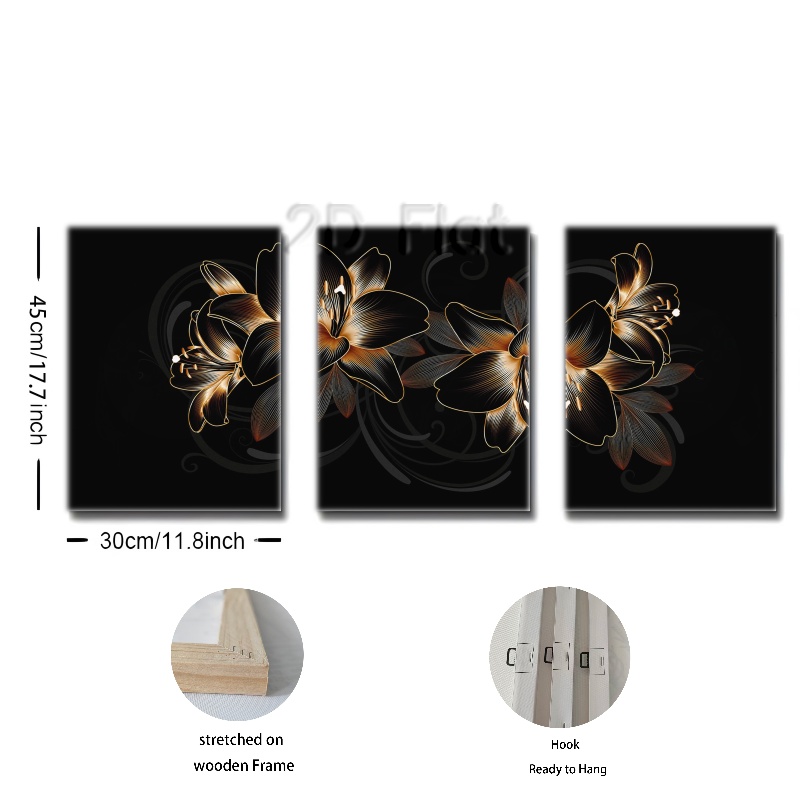 2D Flat
45cm/17.7inch
30cm/11.8inch
stretched on
wooden Frame
Hook
Ready to Hang